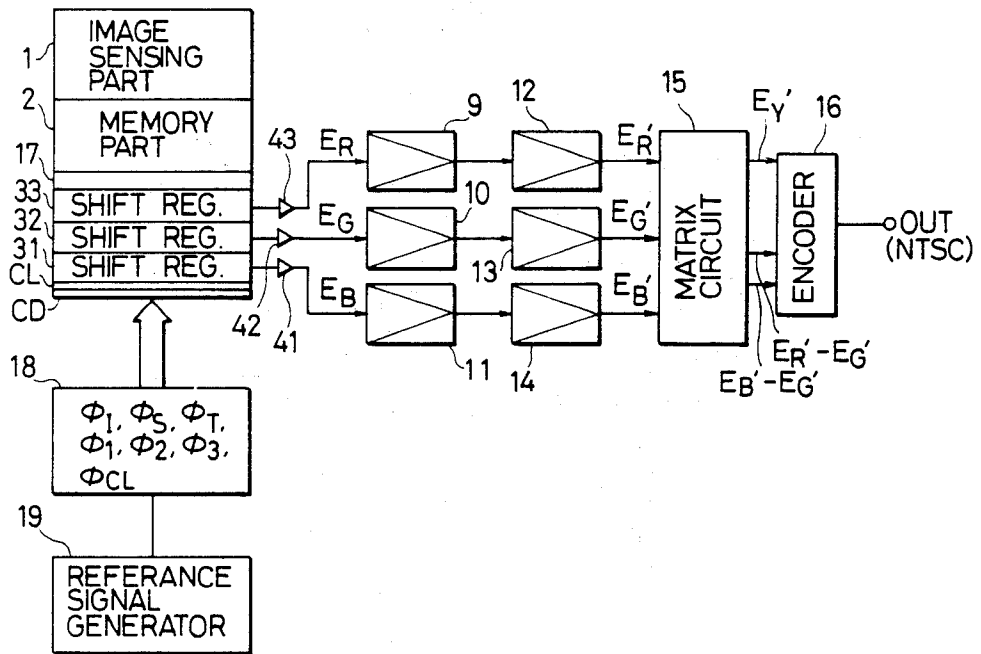 1
IMAGE
SENSING
PART
2
MEMORY
PART
17
33
SHIFT REG.
32
SHIFT REG.
31
SHIFT REG.
CL
CD
43
42
41
E_R
E_G
E_B
9
10
11
12
13
14
E_R'
E_G'
E_B'
15
MATRIX
CIRCUIT
E_Y'
E_R'-E_G'
E_B'-E_G'
16
ENCODER
OUT
(NTSC)
18
Φ_I, Φ_S, Φ_T,
Φ_1, Φ_2, Φ_3,
Φ_CL
19
REFERANCE
SIGNAL
GENERATOR